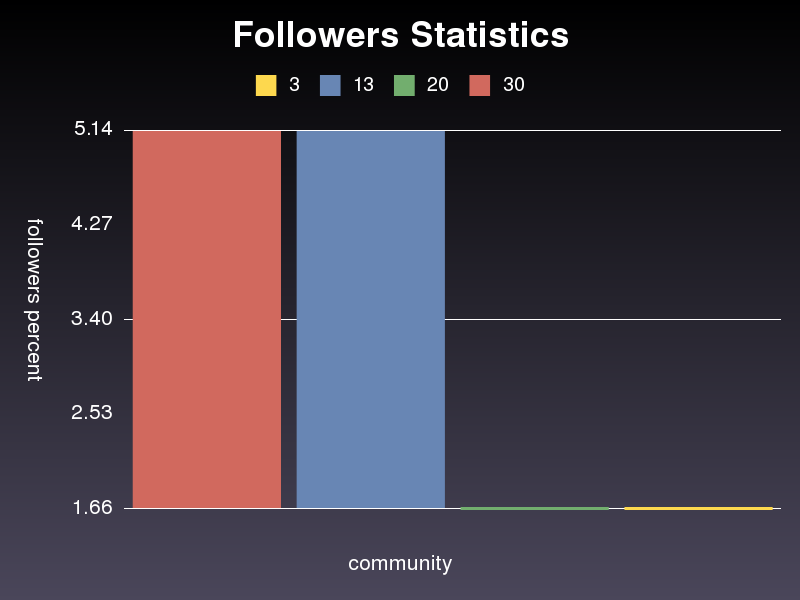 Followers Statistics
3 13 20 30
5.14
4.27
3.40
2.53
1.66
followers percent
community